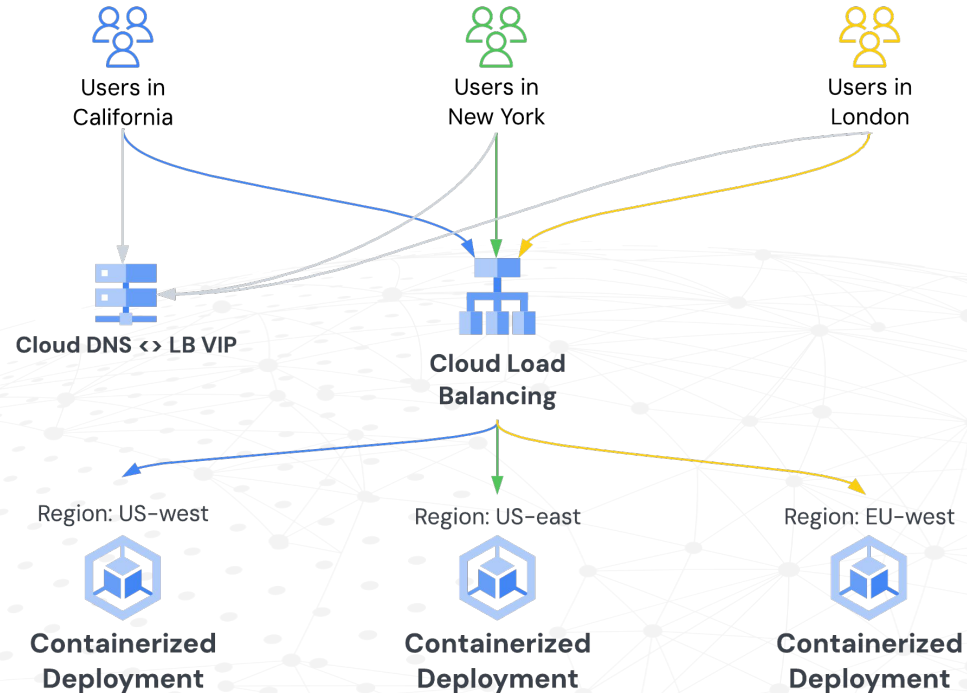 Users in
California
Users in
New York
Users in
London
Cloud DNS <> LB VIP
Cloud Load
Balancing
Region: US-west
Region: US-east
Region: EU-west
Containerized
Deployment
Containerized
Deployment
Containerized
Deployment